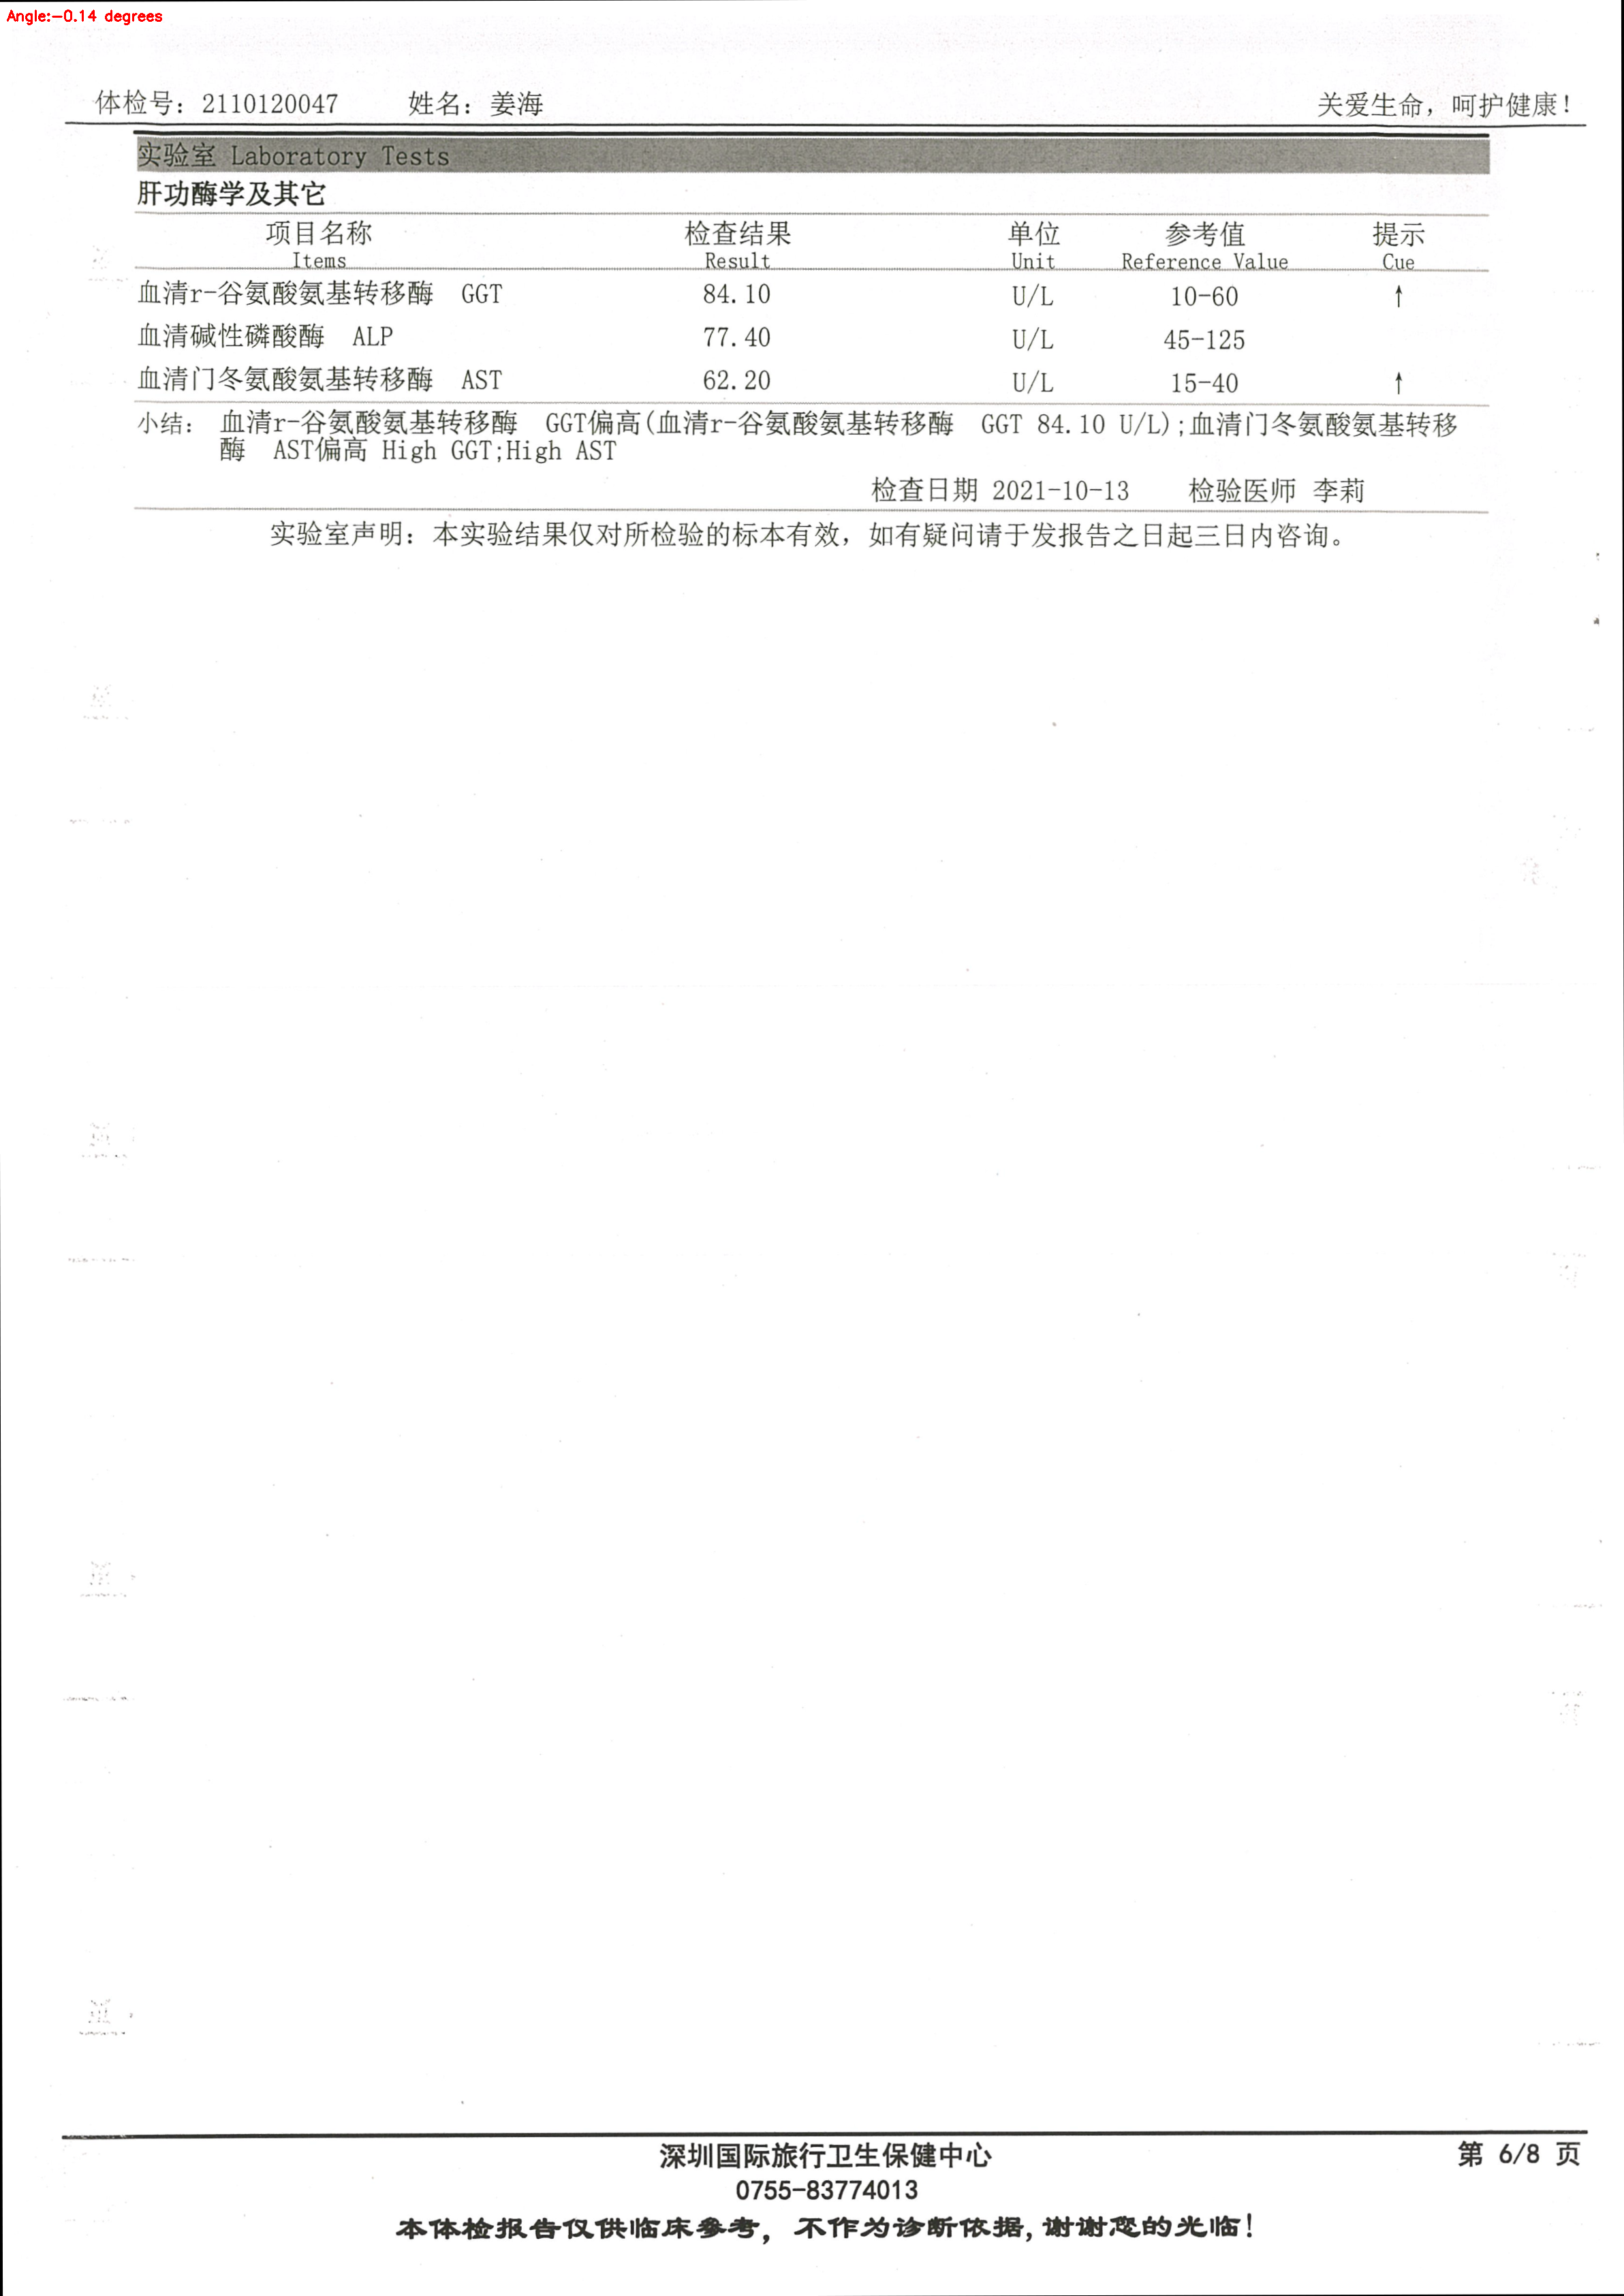 Angle:-0.14 degrees
体检号: 2110120047 姓名: 姜海 关爱生命, 呵护健康!
实验室 Laboratory Tests
肝功酶学及其它
项目名称 检查结果 单位 参考值 提示
Items Result Unit Reference Value Cue
血清r-谷氨酸氨基转移酶 GGT 84.10 U/L 10-60 ↑
血清碱性磷酸酶 ALP 77.40 U/L 45-125
血清门冬氨酸氨基转移酶 AST 62.20 U/L 15-40 ↑
小结: 血清r-谷氨酸氨基转移酶 GGT偏高(血清r-谷氨酸氨基转移酶 GGT 84.10 U/L);血清门冬氨酸氨基转移
酶 AST偏高 High GGT;High AST
检查日期 2021-10-13 检验医师 李莉
实验室声明: 本实验结果仅对所检验的标本有效, 如有疑问请于发报告之日起三日内咨询。
深圳国际旅行卫生保健中心 第 6/8 页
0755-83774013
本体检报告仅供临床参考, 不作为诊断依据, 谢谢您的光临!